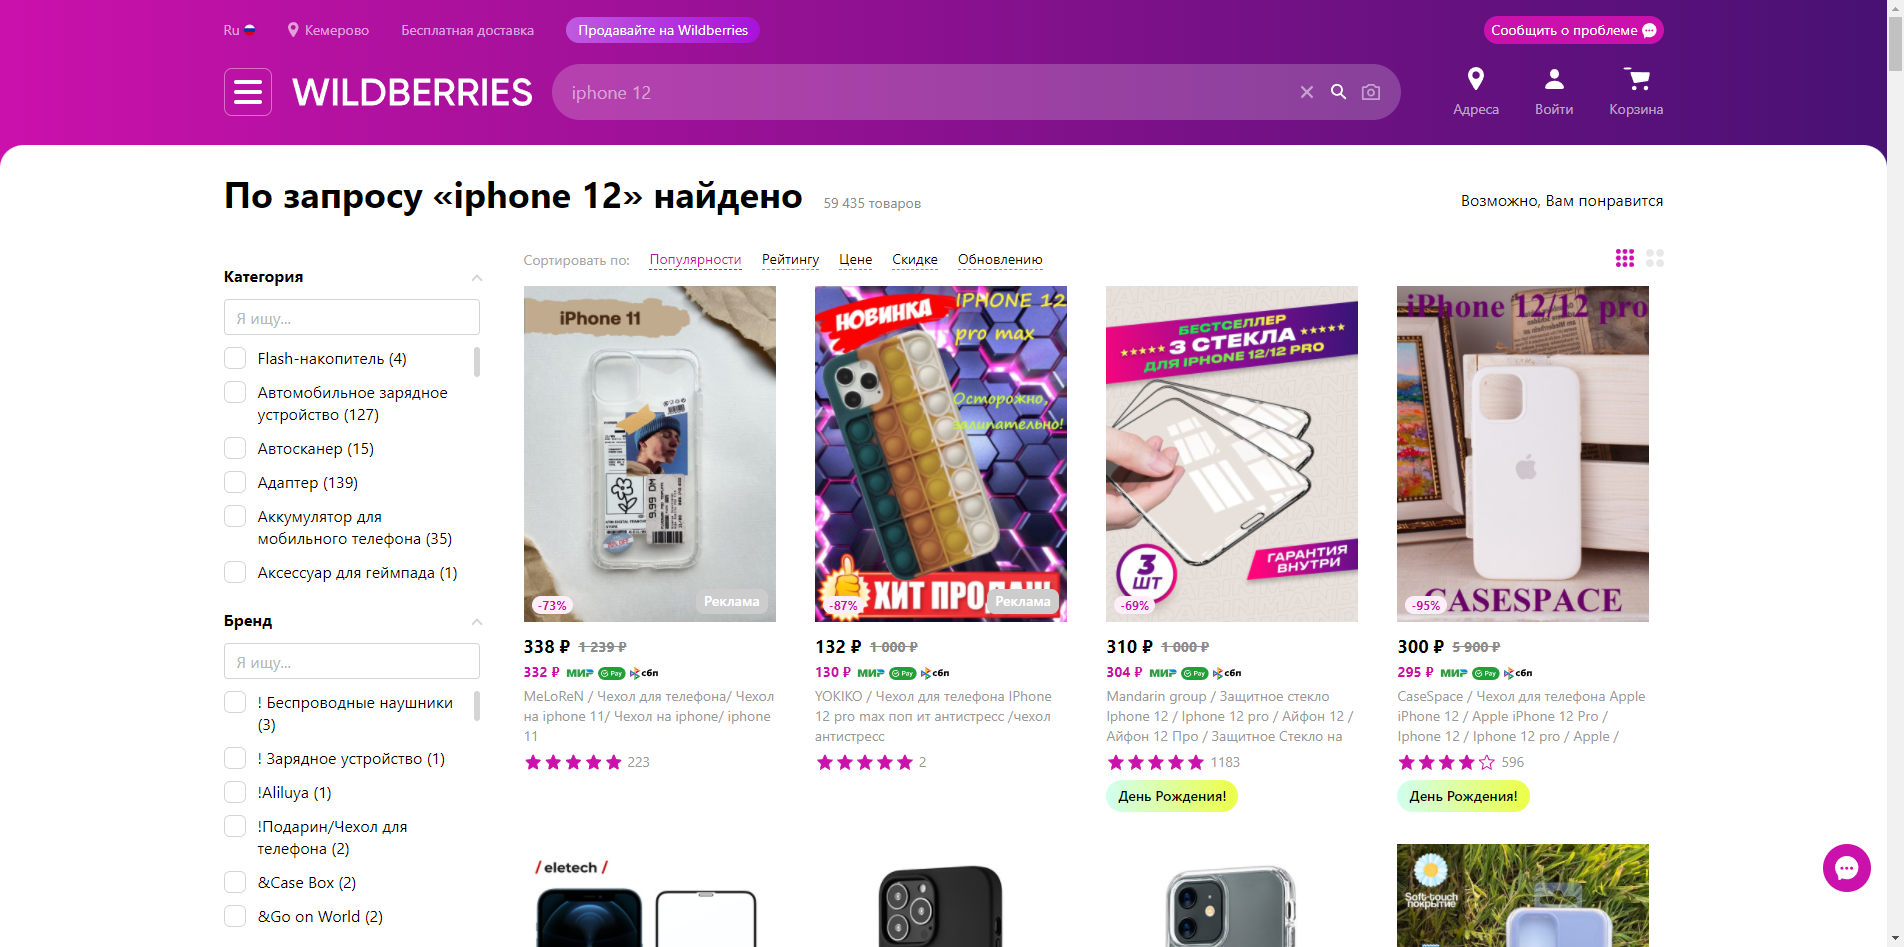 Ru
Кемерово
Бесплатная доставка
Продавайте на Wildberries
Сообщить о проблеме
WILDBERRIES
iphone 12
Адреса
Войти
Корзина
По запросу «iphone 12» найдено
59 435 товаров
Возможно, Вам понравится
Категория
Я ищу...
Flash-накопитель (4)
Автомобильное зарядное
устройство (127)
Автосканер (15)
Адаптер (139)
Аккумулятор для
мобильного телефона (35)
Аксессуар для геймпада (1)
Бренд
Я ищу...
! Беспроводные наушники
(3)
! Зарядное устройство (1)
!Aliluya (1)
!Подарин/Чехол для
телефона (2)
&Case Box (2)
&Go on World (2)
Сортировать по:
Популярности
Рейтингу
Цене
Скидке
Обновлению
iPhone 11
9.99 DM
-73%
Реклама
338 ₽ 1 239 ₽
332 ₽ МИР Pay сбп
MeLoReN / Чехол для телефона/ Чехол
на iphone 11/ Чехол на iphone/ iphone
11
223
НОВИНКА
IPHONE 12
pro max
Осторожно,
залипательно!
ХИТ ПРОДАЖ
-87%
Реклама
132 ₽ 1 000 ₽
130 ₽ МИР Pay сбп
YOKIKO / Чехол для телефона IPhone
12 pro max поп ит антистресс /чехол
антистресс
2
БЕСТСЕЛЛЕР
3 СТЕКЛА
ДЛЯ IPHONE 12/12 PRO
3
ШТ
ГАРАНТИЯ
ВНУТРИ
-69%
310 ₽ 1 000 ₽
304 ₽ МИР Pay сбп
Mandarin group / Защитное стекло
Iphone 12 / Iphone 12 pro / Айфон 12 /
Айфон 12 Про / Защитное Стекло на
1183
День Рождения!
iPhone 12/12 pro
CASESPACE
-95%
300 ₽ 5 900 ₽
295 ₽ МИР Pay сбп
CaseSpace / Чехол для телефона Apple
iPhone 12 / Apple iPhone 12 Pro /
Iphone 12 / Iphone 12 pro / Apple /
596
День Рождения!
eletech
Soft-touch
покрытие